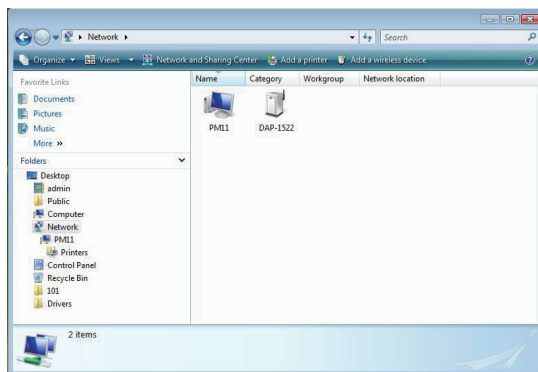 Network
Search
Organize Views Network and Sharing Center Add a printer Add a wireless device
Favorite Links
Documents
Pictures
Music
More »
Folders
Desktop
admin
Public
Computer
Network
PM11
Printers
Control Panel
Recycle Bin
101
Drivers
Name Category Workgroup Network location
PM11 DAP-1522
2 items